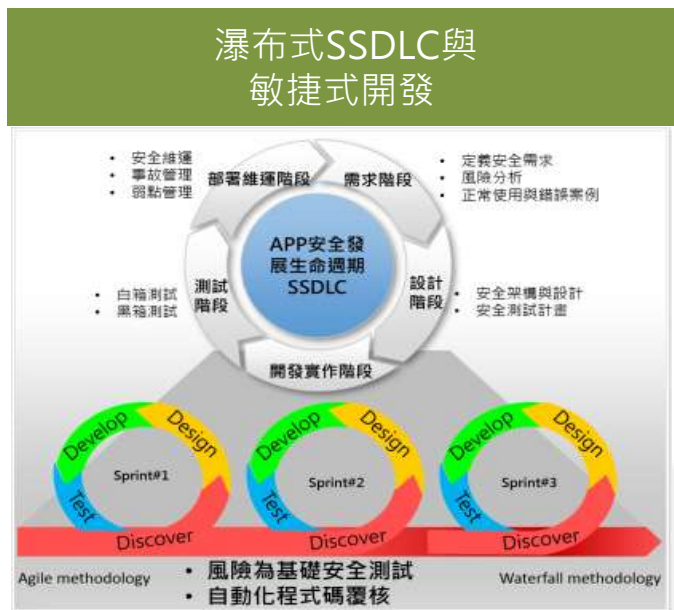 瀑布式SSDLC與
敏捷式開發
• 安全維運
• 事故管理
• 弱點管理
部署維運階段
需求階段
• 定義安全需求
• 風險分析
• 正常使用與錯誤案例
APP安全發
展生命週期
SSDLC
• 白箱測試
• 黑箱測試
測試
階段
設計
階段
• 安全架構與設計
• 安全測試計畫
開發實作階段
Develop
Design
Sprint#1
Test
Discover
Develop
Design
Sprint#2
Test
Discover
Develop
Design
Sprint#3
Test
Discover
Agile methodology
• 風險為基礎安全測試
• 自動化程式碼覆核
Waterfall methodology